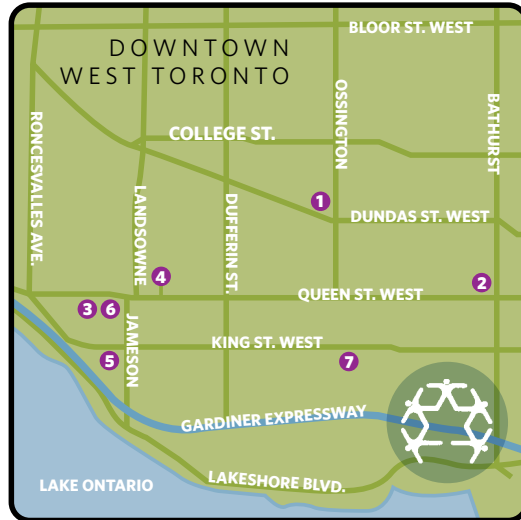 BLOOR ST. WEST
DOWNTOWN
WEST TORONTO
RONCESVALLES AVE.
OSSINGTON
BATHURST
COLLEGE ST.
LANDSOWNE
DUFFERIN ST.
1
DUNDAS ST. WEST
4
2
QUEEN ST. WEST
3
6
JAMESON
KING ST. WEST
5
7
GARDINER EXPRESSWAY
LAKE ONTARIO
LAKESHORE BLVD.